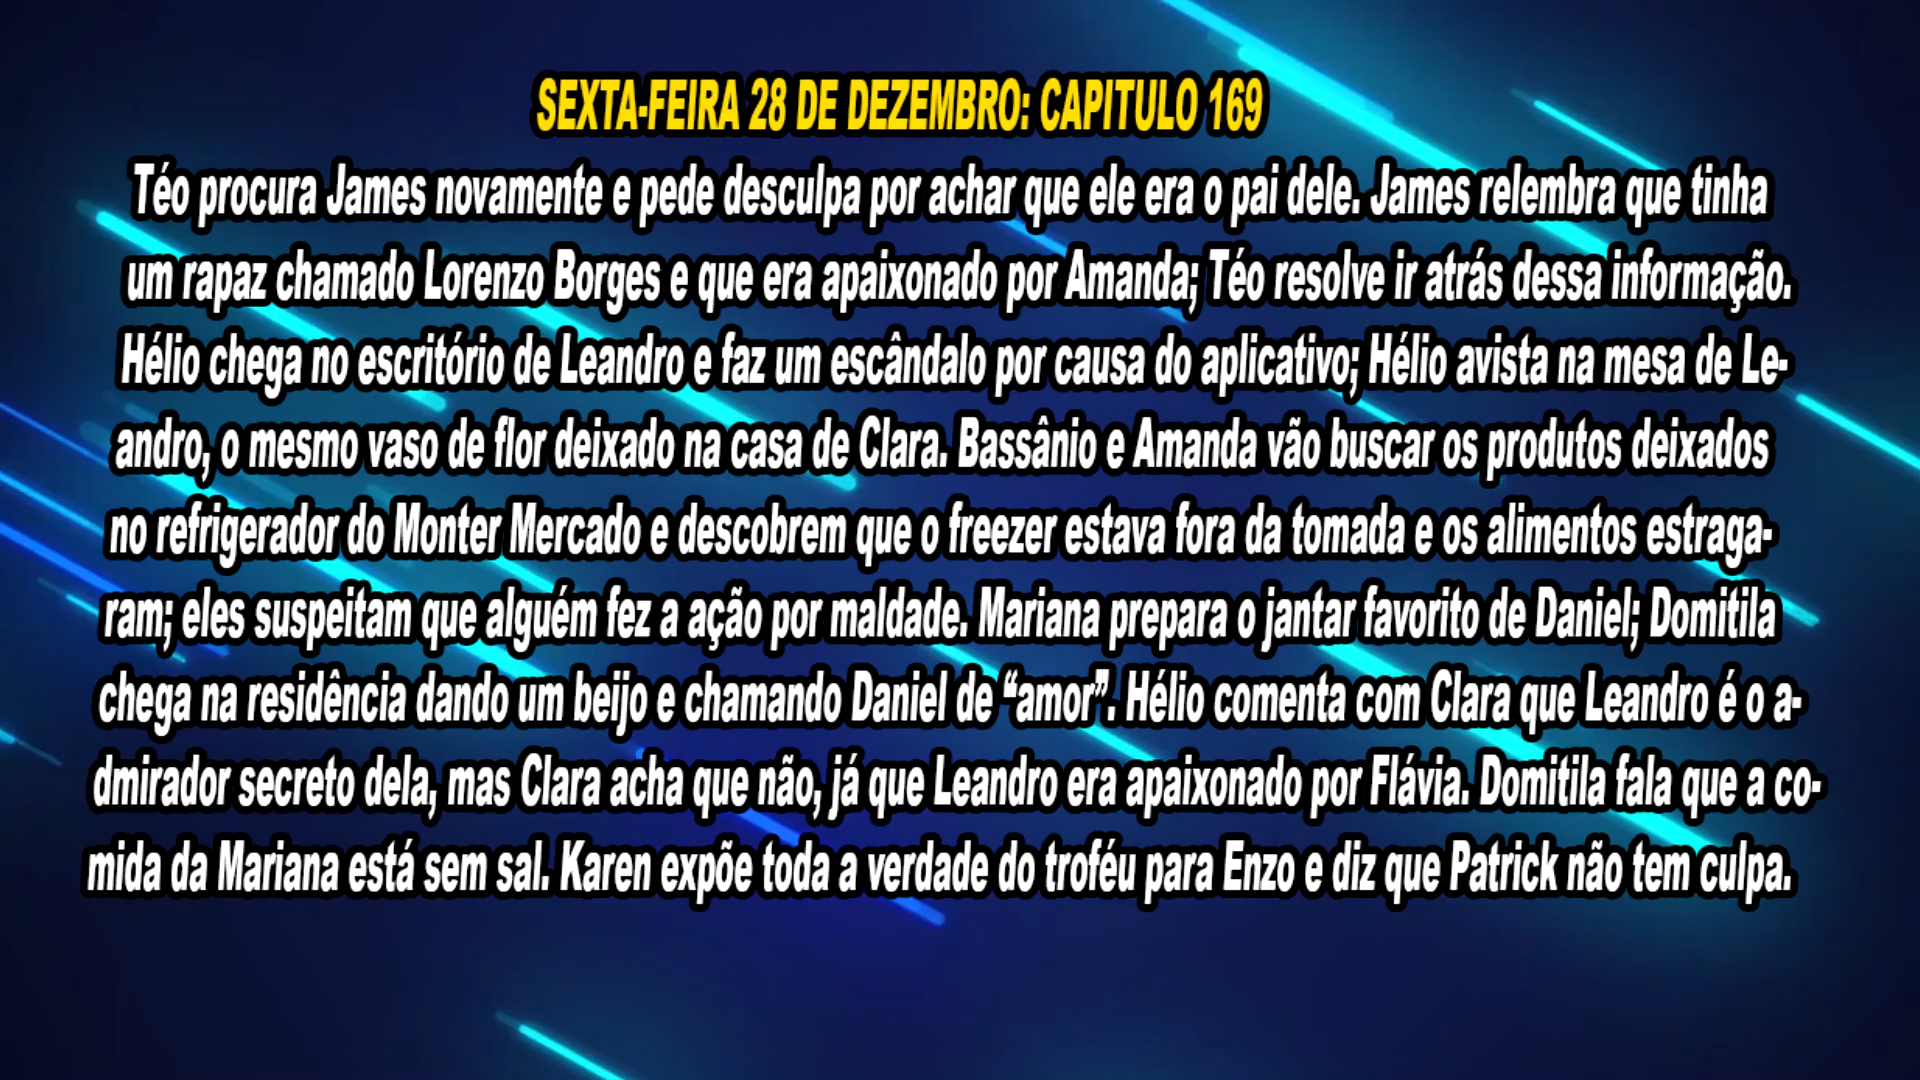 SEXTA-FEIRA 28 DE DEZEMBRO: CAPITULO 169
Téo procura James novamente e pede desculpa por achar que ele era o pai dele. James relembra que tinha
um rapaz chamado Lorenzo Borges e que era apaixonado por Amanda; Téo resolve ir atrás dessa informação.
Hélio chega no escritório de Leandro e faz um escândalo por causa do aplicativo; Hélio avista na mesa de Le-
andro, o mesmo vaso de flor deixado na casa de Clara. Bassânio e Amanda vão buscar os produtos deixados
no refrigerador do Monter Mercado e descobrem que o freezer estava fora da tomada e os alimentos estraga-
ram; eles suspeitam que alguém fez a ação por maldade. Mariana prepara o jantar favorito de Daniel; Domitila
chega na residência dando um beijo e chamando Daniel de “amor”. Hélio comenta com Clara que Leandro é o a-
dmirador secreto dela, mas Clara acha que não, já que Leandro era apaixonado por Flávia. Domitila fala que a co-
mida da Mariana está sem sal. Karen expõe toda a verdade do troféu para Enzo e diz que Patrick não tem culpa.